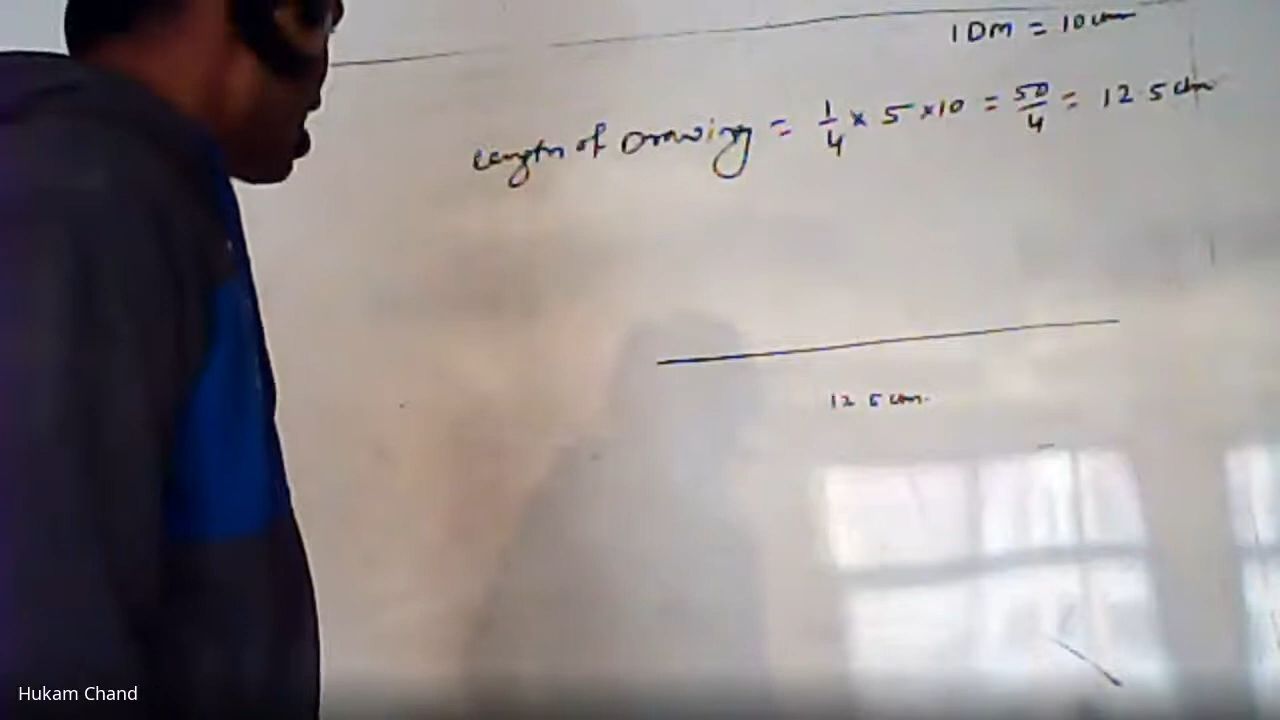 1 Dm = 10 cm
Length of Drawing = 1/4 × 5 × 10 = 50/4 = 12.5 cm
12.5 cm.
Hukam Chand